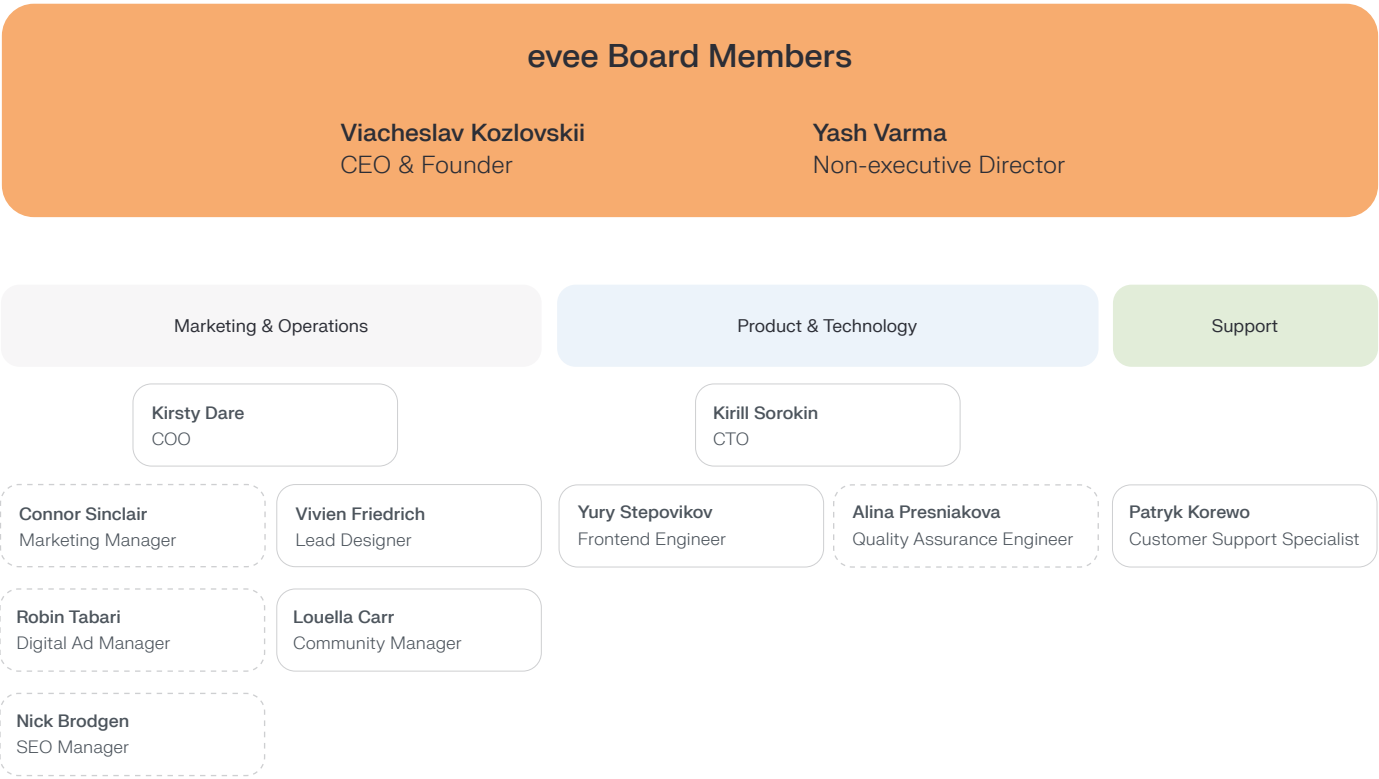 evee Board Members
Viacheslav Kozlovskii
CEO & Founder
Yash Varma
Non-executive Director
Marketing & Operations
Product & Technology
Support
Kirsty Dare
COO
Kirill Sorokin
CTO
Connor Sinclair
Marketing Manager
Vivien Friedrich
Lead Designer
Yury Stepovikov
Frontend Engineer
Alina Presniakova
Quality Assurance Engineer
Patryk Korewo
Customer Support Specialist
Robin Tabari
Digital Ad Manager
Louella Carr
Community Manager
Nick Brodgen
SEO Manager